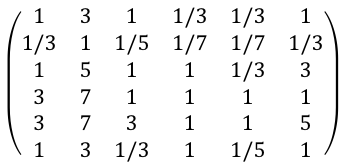 1 3 1 1/3 1/3 1
1/3 1 1/5 1/7 1/7 1/3
1 5 1 1 1/3 3
3 7 1 1 1 1
3 7 3 1 1 5
1 3 1/3 1 1/5 1